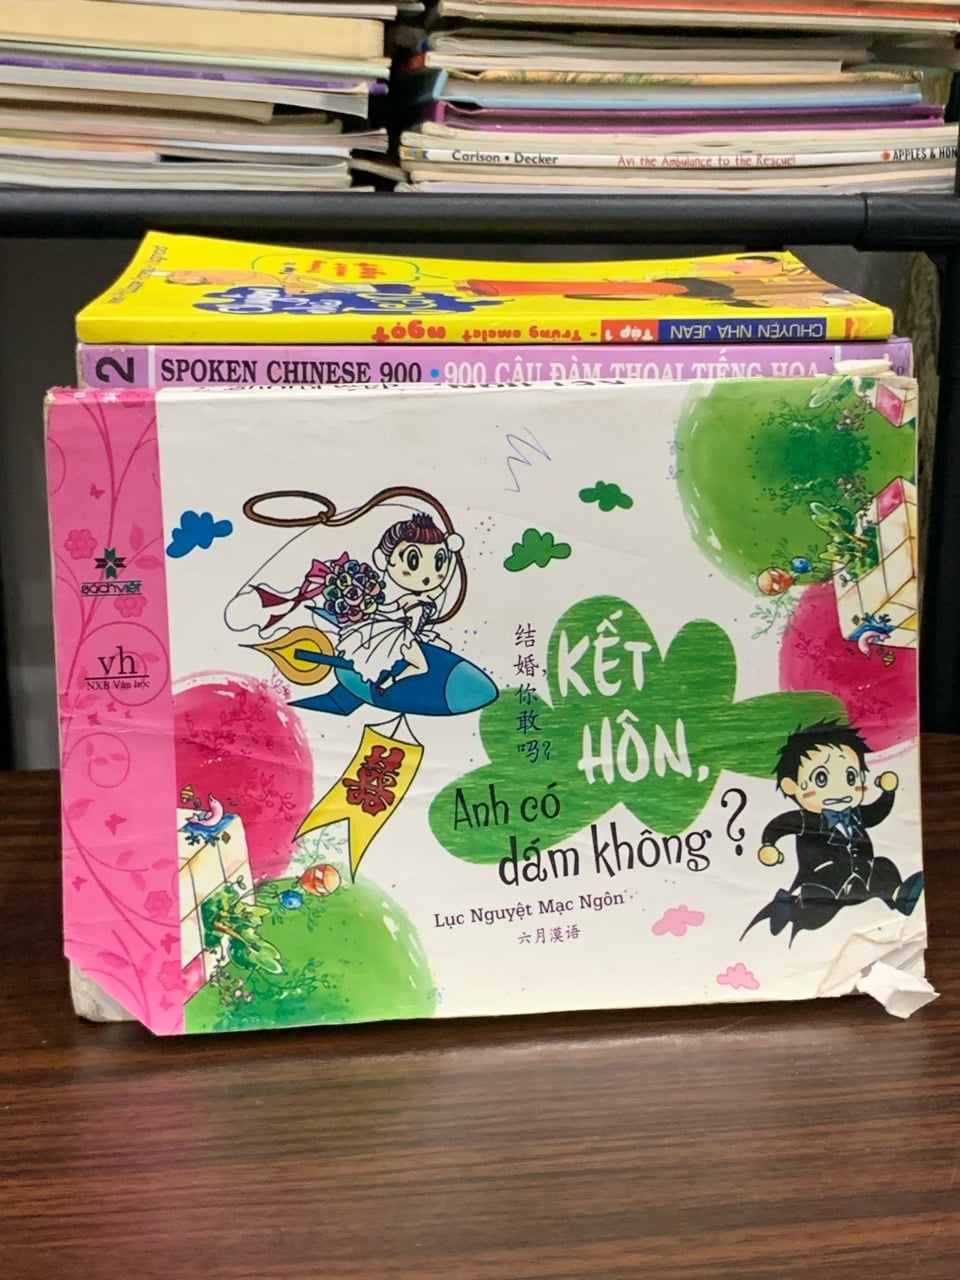 Carlson • Decker
Avi the Ambulance to the Rescue!
APPLES & HON
CHUYỆN NHÀ JEAN
Tập 1
- Trứng omelet ngọt
2
SPOKEN CHINESE 900 • 900 CÂU ĐÀM THOẠI TIẾNG HOA
sách việt
vh
NXB Văn học
结婚,你敢吗?
KẾT
HÔN,
Anh có
dám không?
Lục Nguyệt Mạc Ngôn
六月漠语